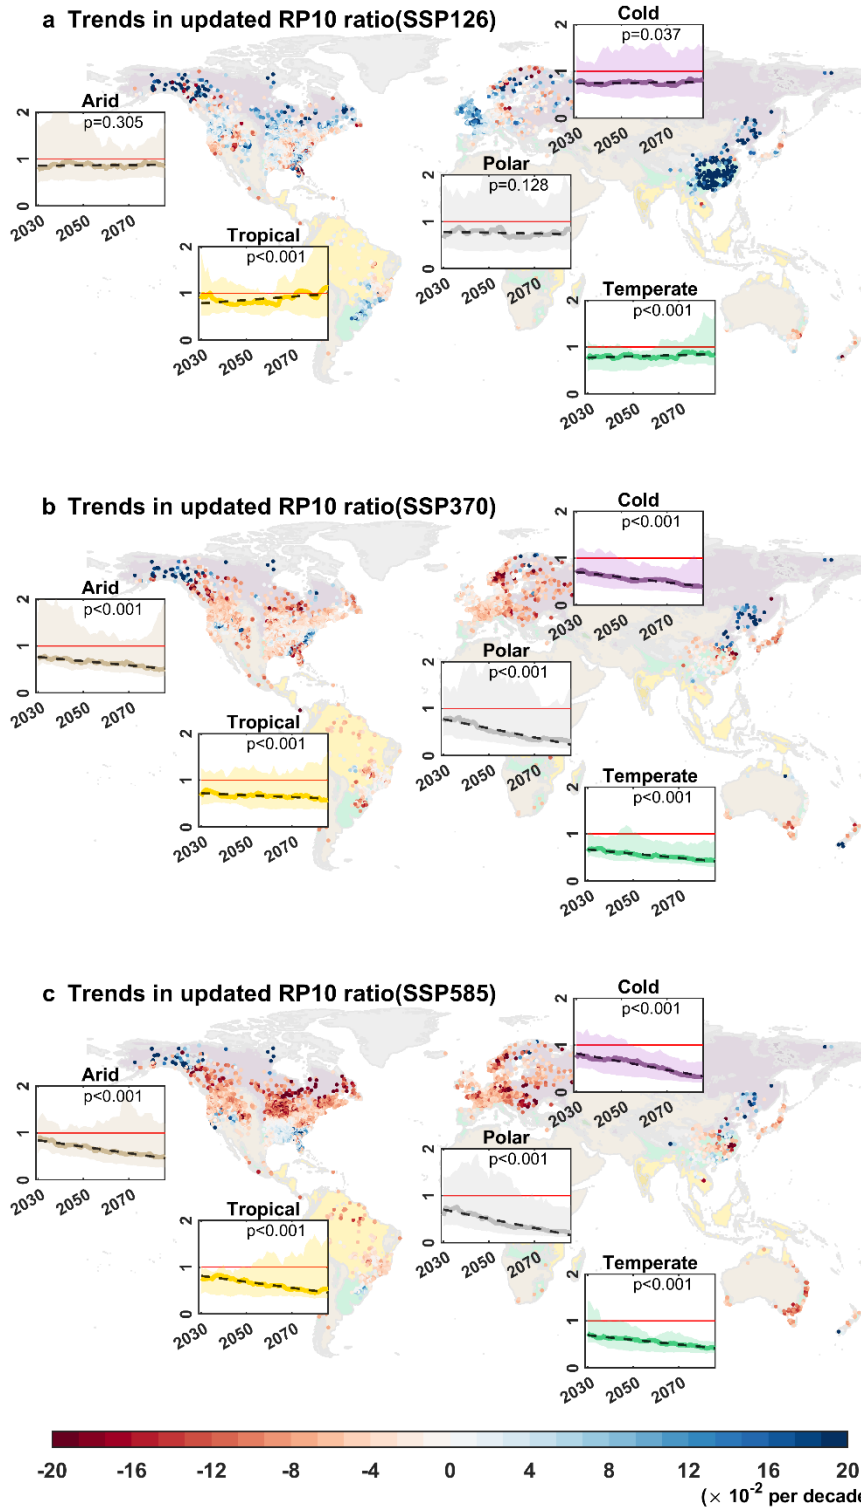 a Trends in updated RP10 ratio(SSP126)
Cold
p=0.037
2
1
0
2030 2050 2070
Arid
p=0.305
2
1
0
2030 2050 2070
Polar
p=0.128
2
1
0
2030 2050 2070
Tropical
p<0.001
2
1
0
2030 2050 2070
Temperate
p<0.001
2
1
0
2030 2050 2070
b Trends in updated RP10 ratio(SSP370)
Cold
p<0.001
2
1
0
2030 2050 2070
Arid
p<0.001
2
1
0
2030 2050 2070
Polar
p<0.001
2
1
0
2030 2050 2070
Tropical
p<0.001
2
1
0
2030 2050 2070
Temperate
p<0.001
2
1
0
2030 2050 2070
c Trends in updated RP10 ratio(SSP585)
Cold
p<0.001
2
1
0
2030 2050 2070
Arid
p<0.001
2
1
0
2030 2050 2070
Polar
p<0.001
2
1
0
2030 2050 2070
Tropical
p<0.001
2
1
0
2030 2050 2070
Temperate
p<0.001
2
1
0
2030 2050 2070
-20 -16 -12 -8 -4 0 4 8 12 16 20
(× 10⁻² per decade